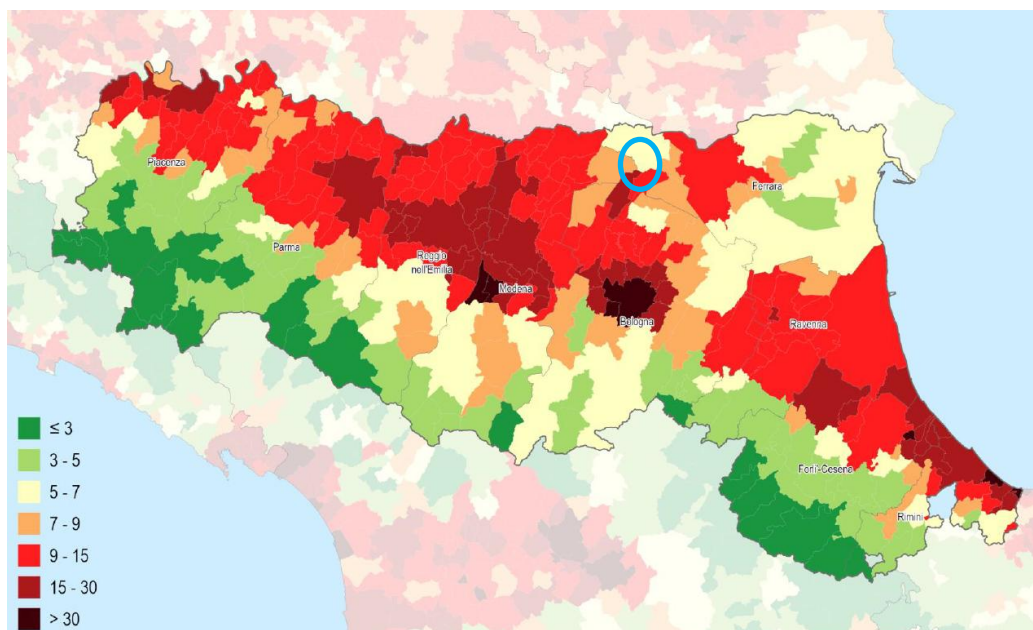 Piacenza
Ferrara
Parma
Reggio
nell'Emilia
Modena
Bologna
Ravenna
Forlì-Cesena
Rimini
≤ 3
3 - 5
5 - 7
7 - 9
9 - 15
15 - 30
> 30